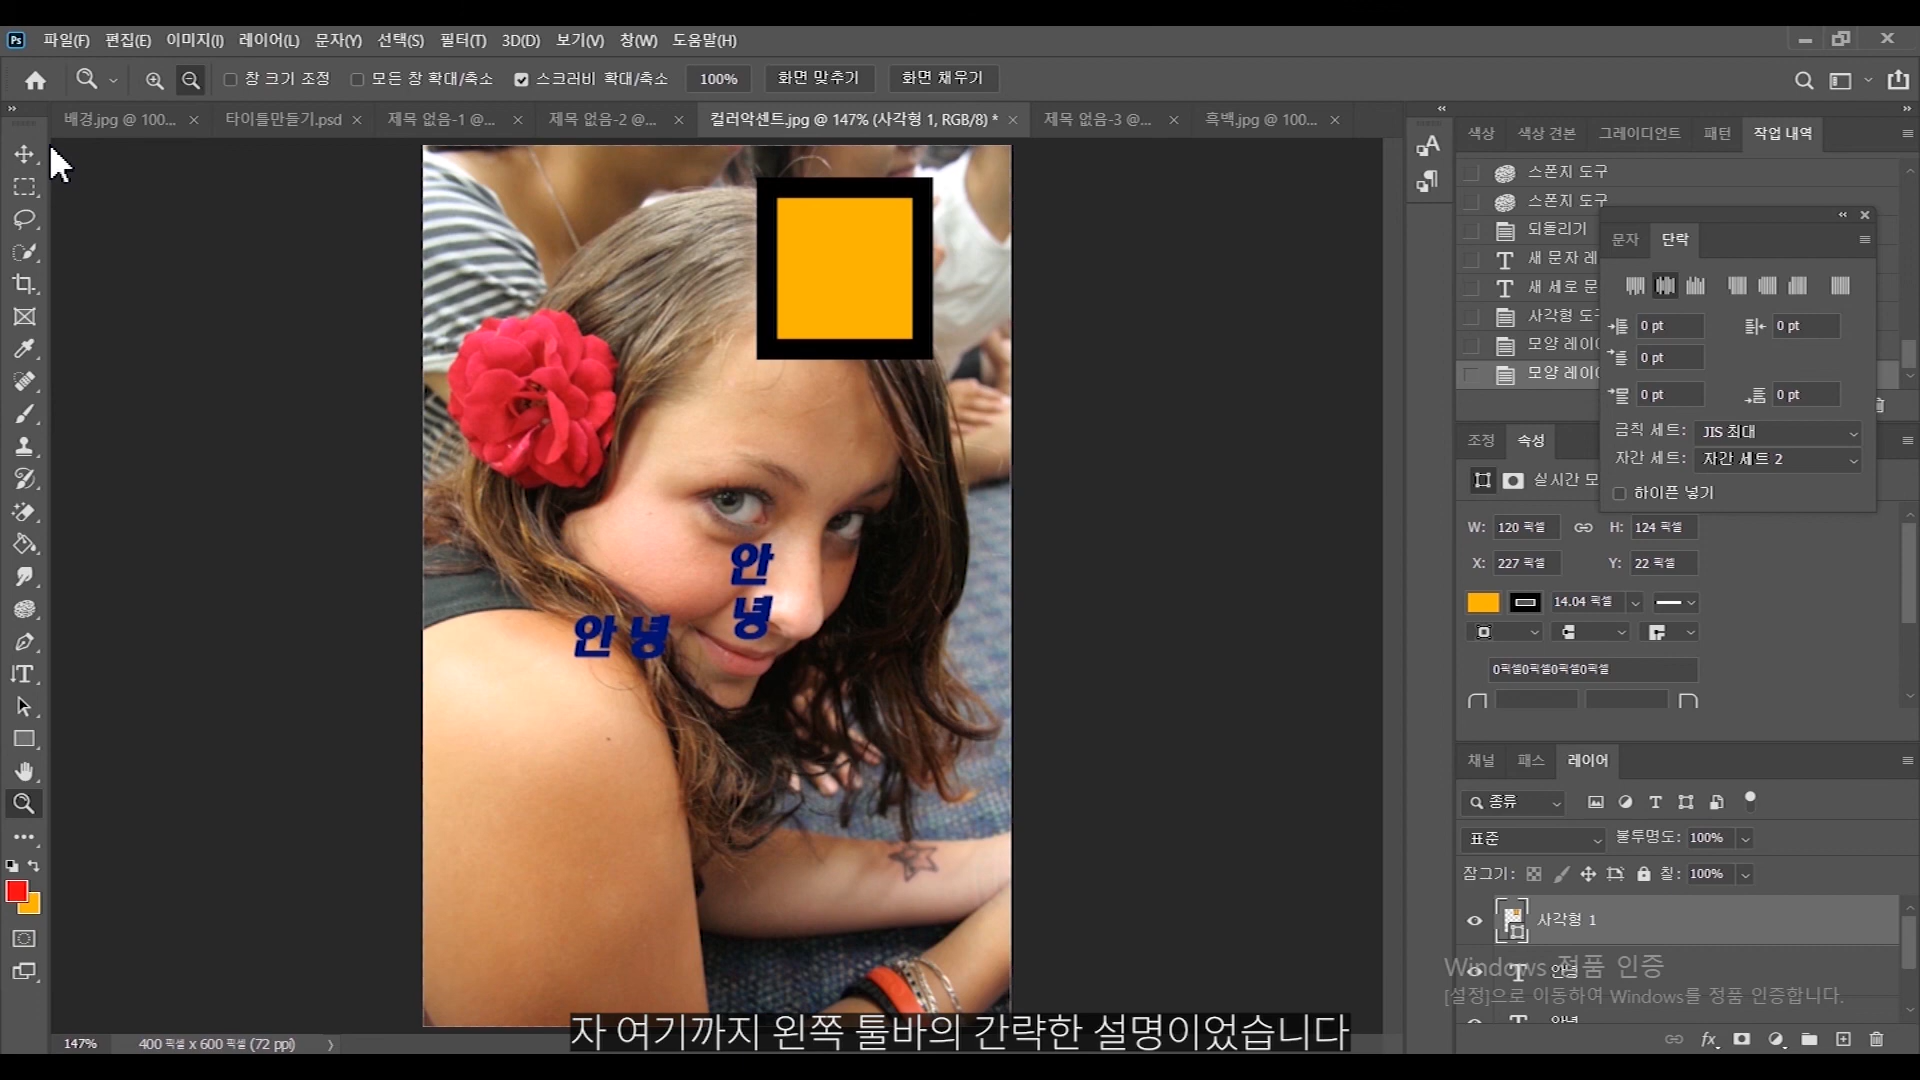 Ps 파일(F) 편집(E) 이미지(I) 레이어(L) 문자(Y) 선택(S) 필터(T) 3D(D) 보기(V) 창(W) 도움말(H)
창 크기 조정 모든 창 확대/축소 스크러비 확대/축소 100% 화면 맞추기 화면 채우기
배경.jpg @ 100... 타이틀만들기.psd 제목 없음-1 @... 제목 없음-2 @... 컬러악센트.jpg @ 147% (사각형 1, RGB/8) * 제목 없음-3 @... 흑백.jpg @ 100...
색상 색상 견본 그레이디언트 패턴 작업 내역
스폰지 도구
스폰지 도구
되돌리기
새 문자 레
새 세로 문
사각형 도구
모양 레이어
모양 레이어
문자 단락
0 pt 0 pt
0 pt
0 pt 0 pt
금칙 세트: JIS 최대
자간 세트: 자간 세트 2
하이픈 넣기
조정 속성
실시간 모
W: 120 픽셀 H: 124 픽셀
X: 227 픽셀 Y: 22 픽셀
14.04 픽셀
0픽셀0픽셀0픽셀0픽셀
채널 패스 레이어
종류
표준 불투명도: 100%
잠그기: 칠: 100%
사각형 1
안녕
안녕
Windows 정품 인증
[설정]으로 이동하여 Windows를 정품 인증합니다.
안녕
안녕
자 여기까지 왼쪽 툴바의 간략한 설명이었습니다
147% 400 픽셀 x 600 픽셀 (72 ppi)
fx